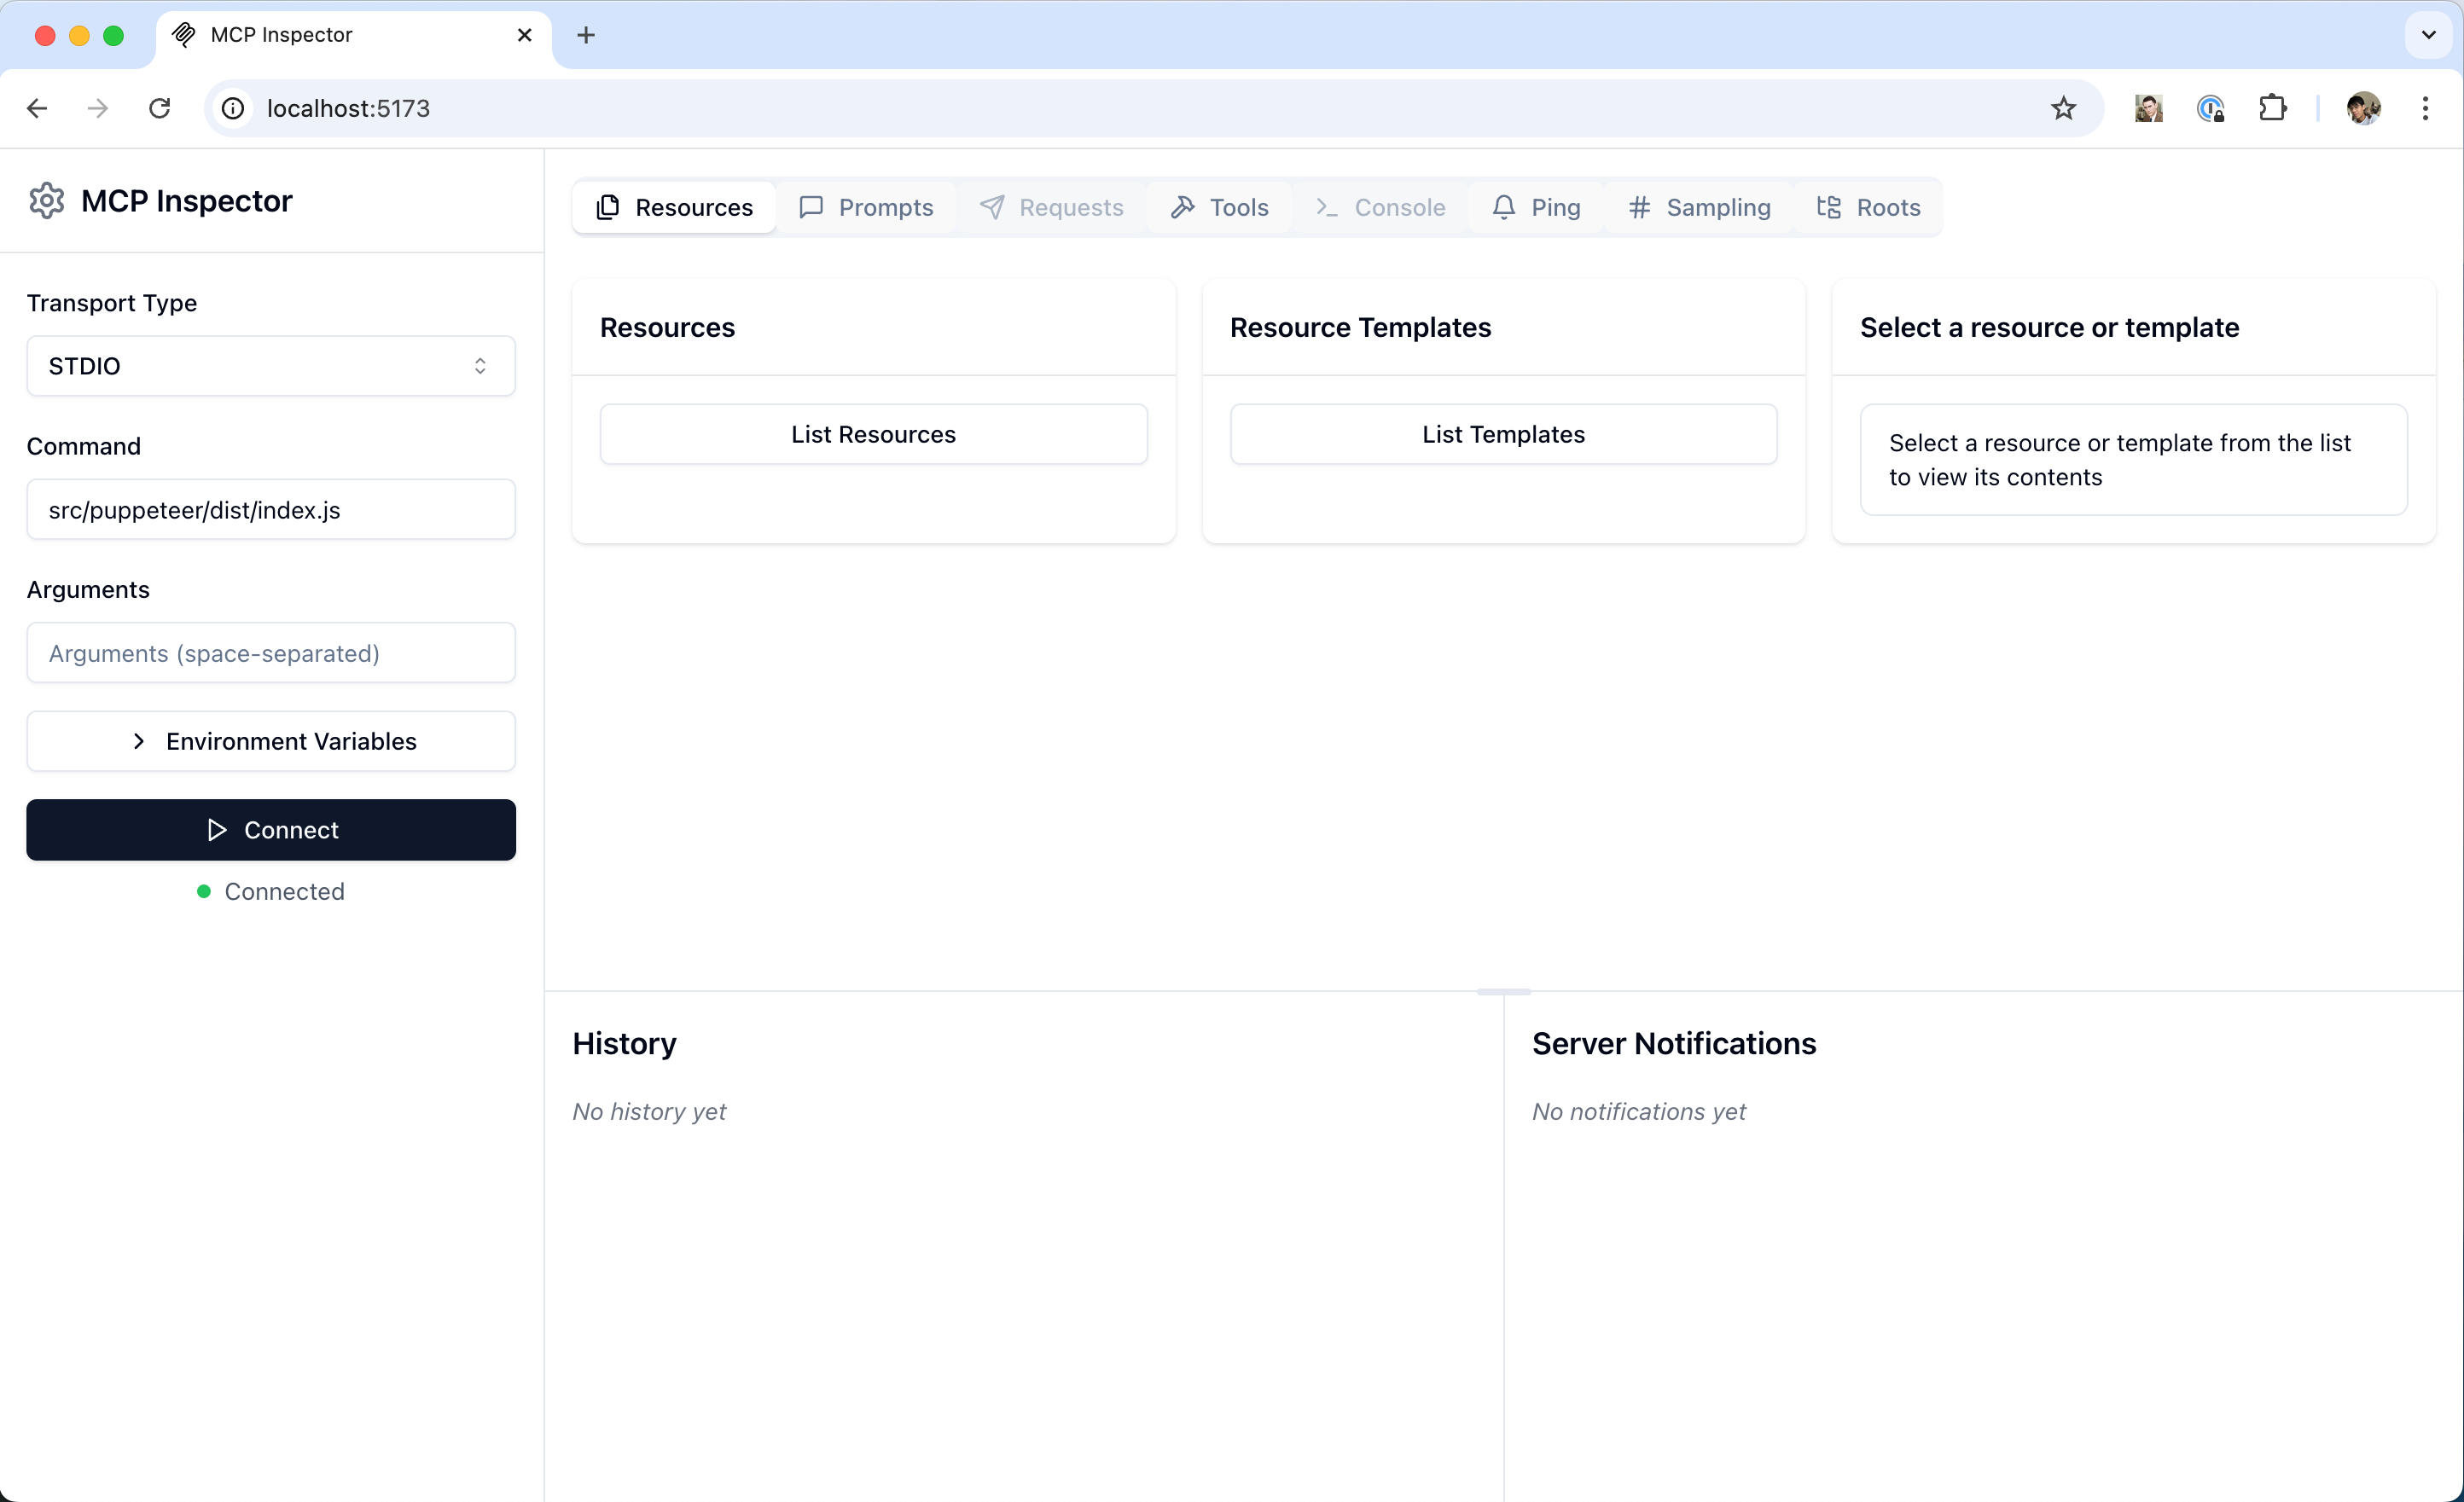 MCP Inspector
localhost:5173
MCP Inspector
Transport Type
STDIO
Command
src/puppeteer/dist/index.js
Arguments
Arguments (space-separated)
Environment Variables
Connect
Connected
Resources
Prompts
Requests
Tools
Console
Ping
Sampling
Roots
Resources
List Resources
Resource Templates
List Templates
Select a resource or template
Select a resource or template from the list
to view its contents
History
No history yet
Server Notifications
No notifications yet